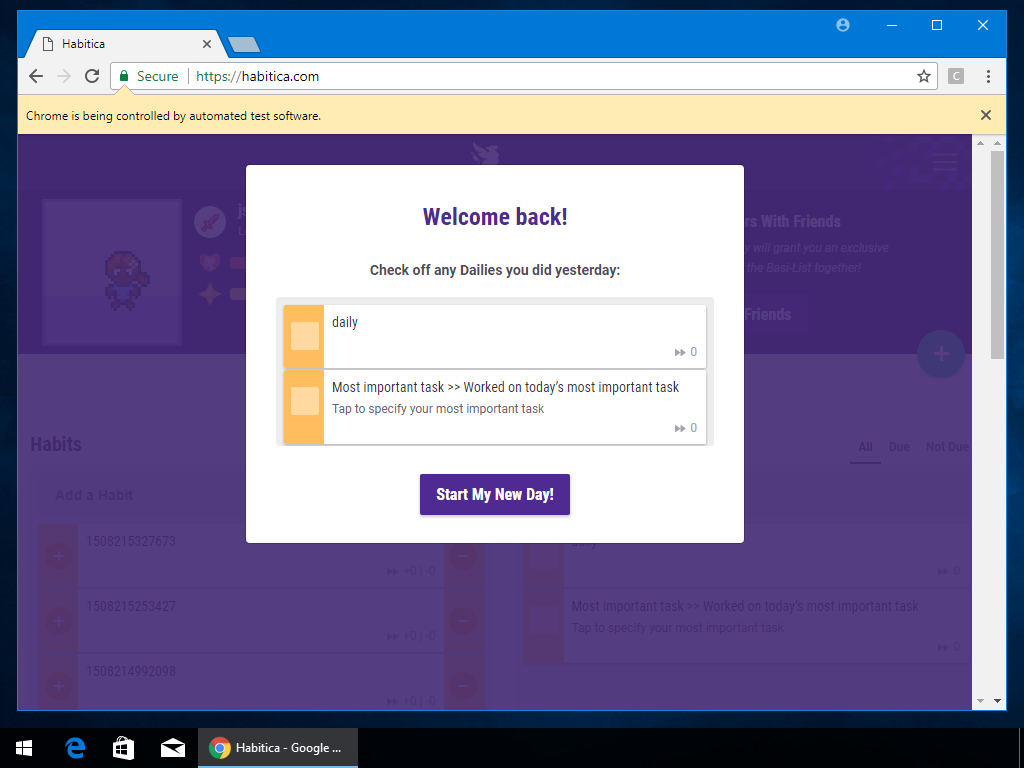 Habitica
Secure
https://habitica.com
C
Chrome is being controlled by automated test software.
rs With Friends
y will grant you an exclusive
the Basi-List together!
Friends
Welcome back!
Check off any Dailies you did yesterday:
daily
0
Most important task >> Worked on today's most important task
Tap to specify your most important task
0
Start My New Day!
Habits
All Due Not Due
Add a Habit
1508215327673
+0 | -0
0
1508215253427
+0 | -0
Most important task >> Worked on today's most important task
Tap to specify your most important task
0
1508214992098
+0 | -0
Habitica - Google ...